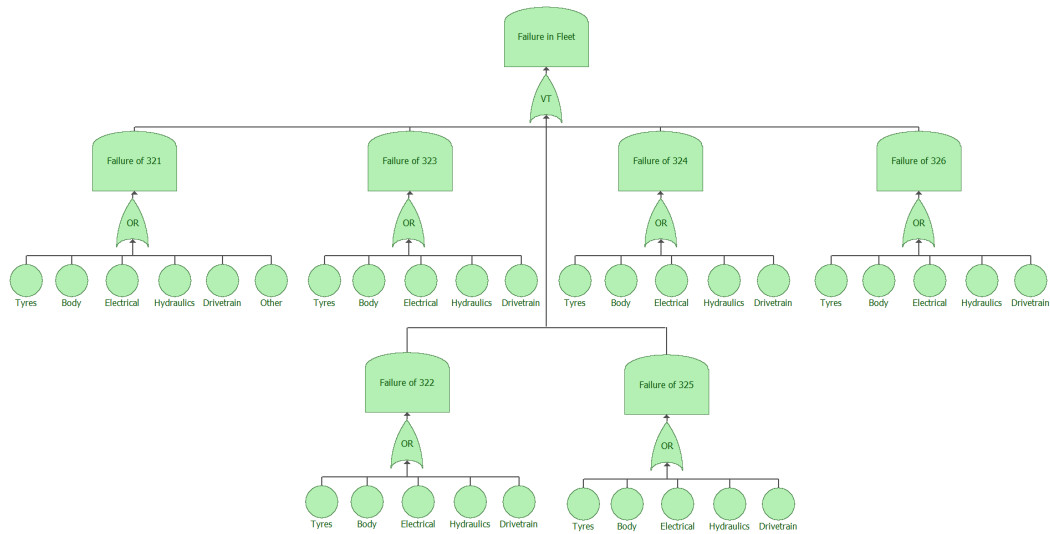 Failure in Fleet
VT
Failure of 321
Failure of 323
Failure of 324
Failure of 326
OR
OR
OR
OR
Tyres Body Electrical Hydraulics Drivetrain Other
Tyres Body Electrical Hydraulics Drivetrain
Tyres Body Electrical Hydraulics Drivetrain
Tyres Body Electrical Hydraulics Drivetrain
Failure of 322
Failure of 325
OR
OR
Tyres Body Electrical Hydraulics Drivetrain
Tyres Body Electrical Hydraulics Drivetrain